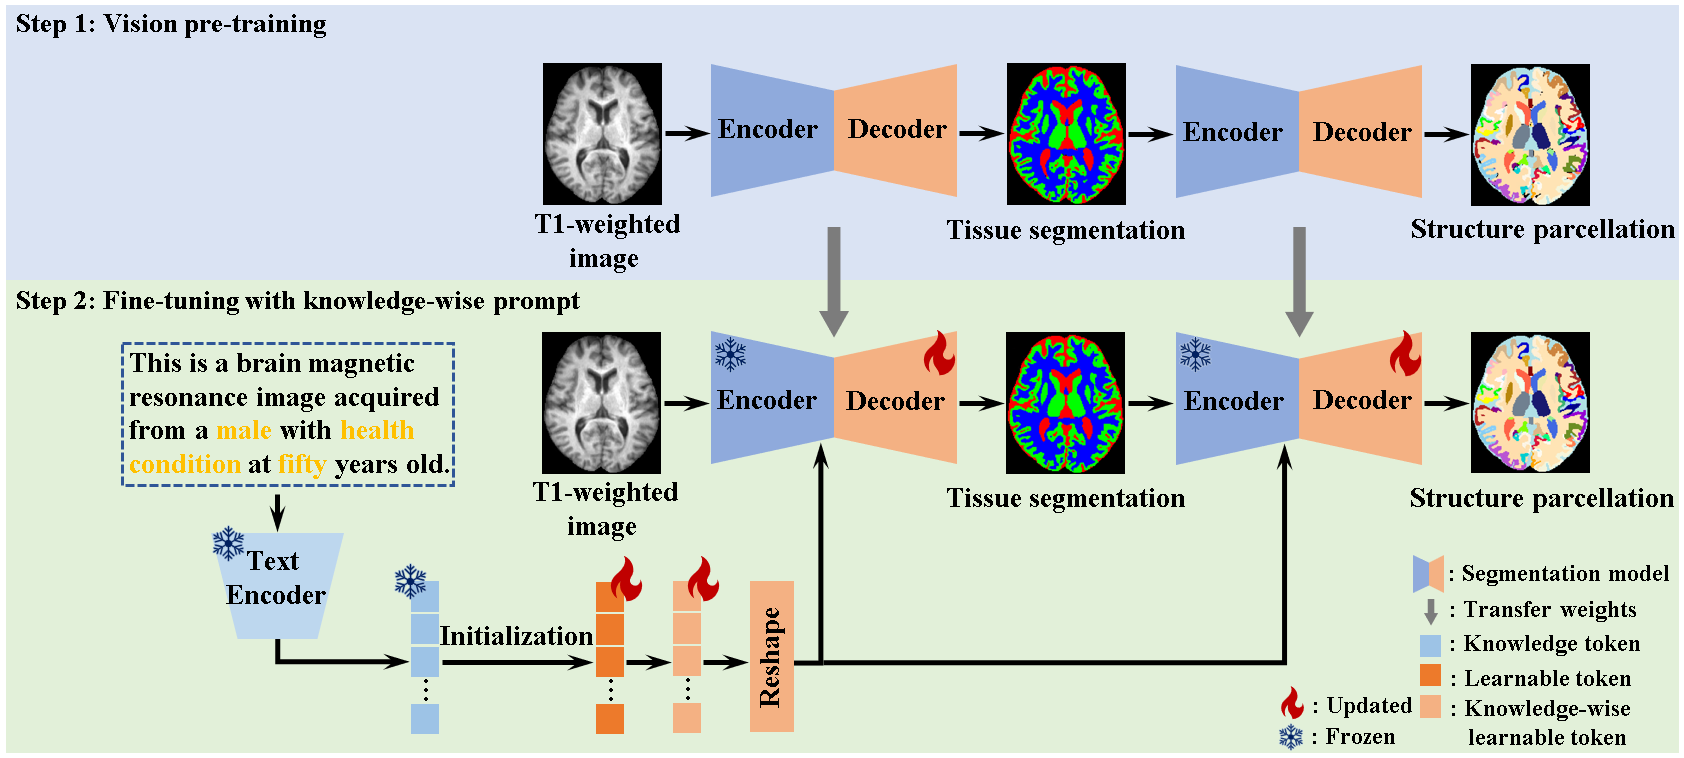 Step 1: Vision pre-training
Encoder
Decoder
Encoder
Decoder
T1-weighted
image
Tissue segmentation
Structure parcellation
Step 2: Fine-tuning with knowledge-wise prompt
This is a brain magnetic
resonance image acquired
from a male with health
condition at fifty years old.
Encoder
Decoder
Encoder
Decoder
T1-weighted
image
Tissue segmentation
Structure parcellation
Text
Encoder
Initialization
Reshape
: Segmentation model
: Transfer weights
: Knowledge token
: Learnable token
: Knowledge-wise
learnable token
: Updated
: Frozen